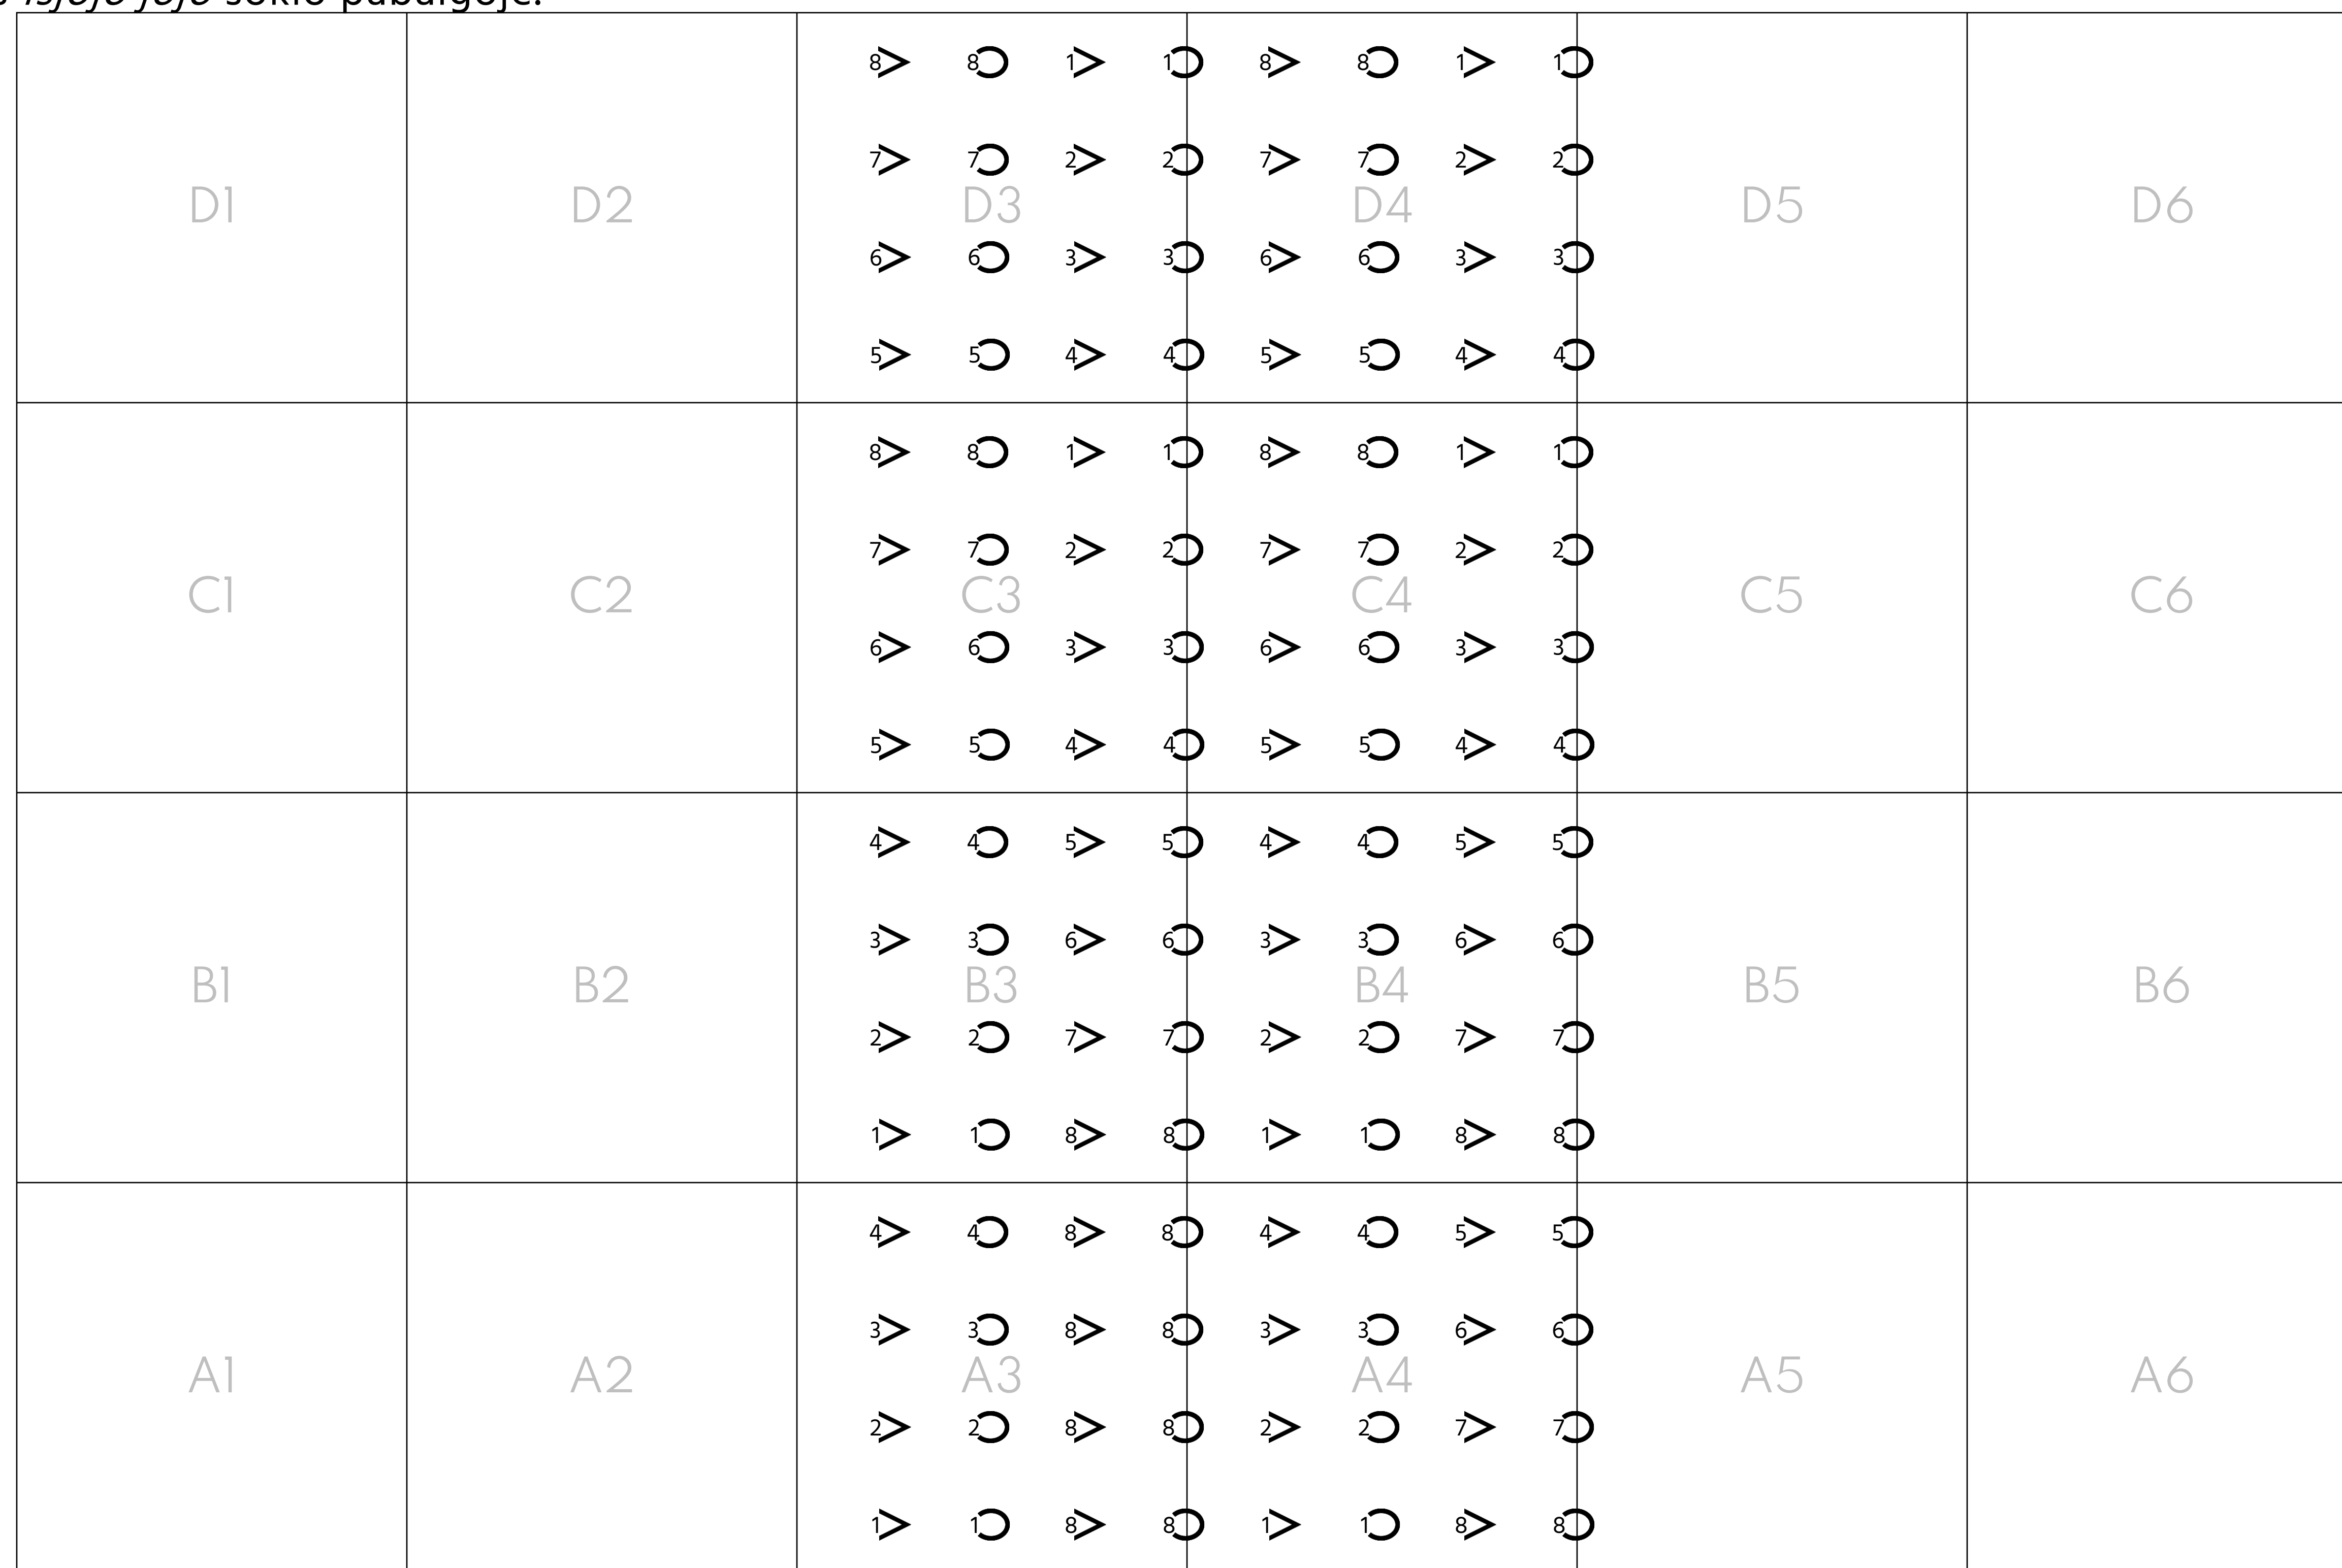 šokio pabaigoje.
8 8 1 1 8 8 1 1
7 7 2 2 7 7 2 2
D1 D2 D3 D4 D5 D6
6 6 3 3 6 6 3 3
5 5 4 4 5 5 4 4
8 8 1 1 8 8 1 1
7 7 2 2 7 7 2 2
C1 C2 C3 C4 C5 C6
6 6 3 3 6 6 3 3
5 5 4 4 5 5 4 4
4 4 5 5 4 4 5 5
3 3 6 6 3 3 6 6
B1 B2 B3 B4 B5 B6
2 2 7 7 2 2 7 7
1 1 8 8 1 1 8 8
4 4 8 8 4 4 5 5
3 3 8 8 3 3 6 6
A1 A2 A3 A4 A5 A6
2 2 8 8 2 2 7 7
1 1 8 8 1 1 8 8